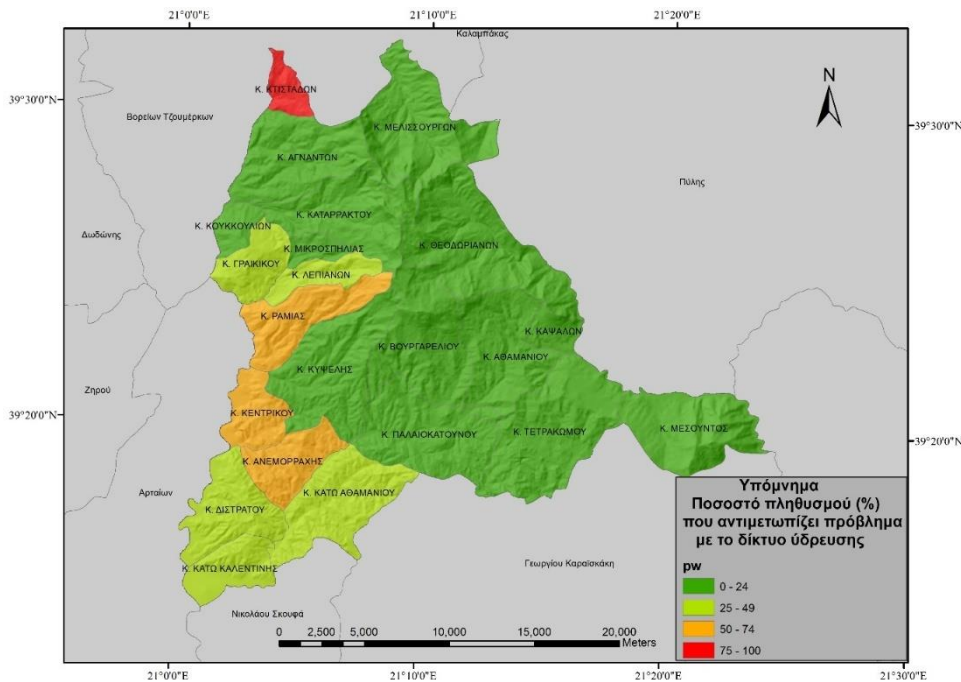 21°0'0"E
21°10'0"E
21°20'0"E
Καλαμπάκας
39°30'0"N
Κ. ΚΤΙΣΤΑΔΩΝ
N
Βορείων Τζουμέρκων
Κ. ΜΕΛΙΣΣΟΥΡΓΩΝ
39°30'0"N
Κ. ΑΓΝΑΝΤΩΝ
Πύλης
Κ. ΚΑΤΑΡΡΑΚΤΟΥ
Κ. ΚΟΥΚΚΟΥΛΙΩΝ
Δωδώνης
Κ. ΜΙΚΡΟΣΠΗΛΙΑΣ
Κ. ΘΕΟΔΩΡΙΑΝΩΝ
Κ. ΓΡΑΙΚΙΚΟΥ
Κ. ΛΕΠΙΑΝΩΝ
Κ. ΡΑΜΙΑΣ
Κ. ΚΑΨΑΛΩΝ
Κ. ΒΟΥΡΓΑΡΕΛΙΟΥ
Κ. ΑΘΑΜΑΝΙΟΥ
Κ. ΚΥΨΕΛΗΣ
Ζηρού
39°20'0"N
Κ. ΚΕΝΤΡΙΚΟΥ
Κ. ΜΕΣΟΥΝΤΟΣ
Κ. ΠΑΛΑΙΟΚΑΤΟΥΝΟΥ
Κ. ΤΕΤΡΑΚΩΜΟΥ
39°20'0"N
Κ. ΑΝΕΜΟΡΡΑΧΗΣ
Αρταίων
Κ. ΚΑΤΩ ΑΘΑΜΑΝΙΟΥ
Κ. ΔΙΣΤΡΑΤΟΥ
Κ. ΚΑΤΩ ΚΑΛΕΝΤΙΝΗΣ
Γεωργίου Καραϊσκάκη
Νικολάου Σκουφά
Υπόμνημα
Ποσοστό πληθυσμού (%)
που αντιμετωπίζει πρόβλημα
με το δίκτυο ύδρευσης
pw
0 - 24
25 - 49
50 - 74
75 - 100
0 2,500 5,000 10,000 15,000 20,000
Meters
21°0'0"E
21°10'0"E
21°20'0"E
21°30'0"E